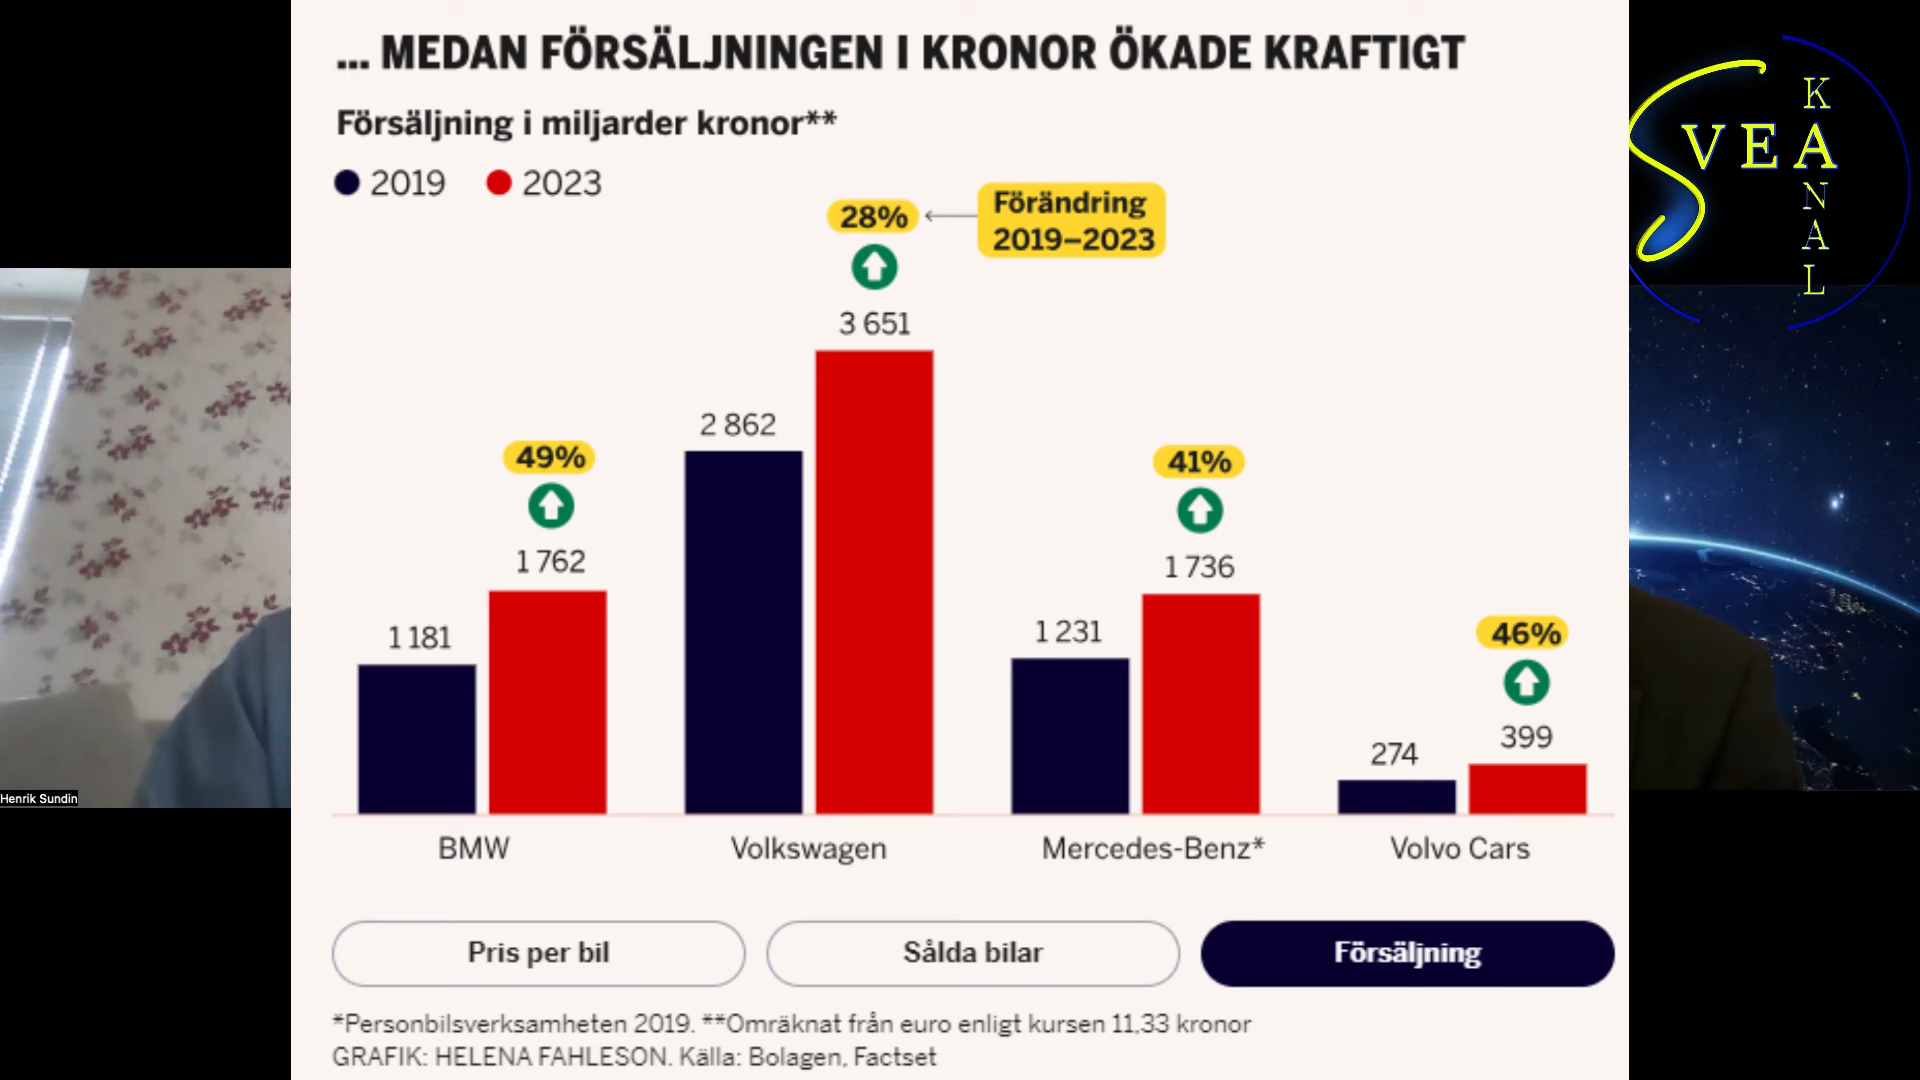 ... MEDAN FÖRSÄLJNINGEN I KRONOR ÖKADE KRAFTIGT
Försäljning i miljarder kronor**
2019 2023
28%
Förändring
2019–2023
3 651
2 862
49%
1 762
1 181
41%
1 736
1 231
46%
399
274
BMW Volkswagen Mercedes-Benz* Volvo Cars
Pris per bil Sålda bilar Försäljning
*Personbilsverksamheten 2019. **Omräknat från euro enligt kursen 11,33 kronor
GRAFIK: HELENA FAHLESON. Källa: Bolagen, Factset
Henrik Sundin
SVEA
KANAL